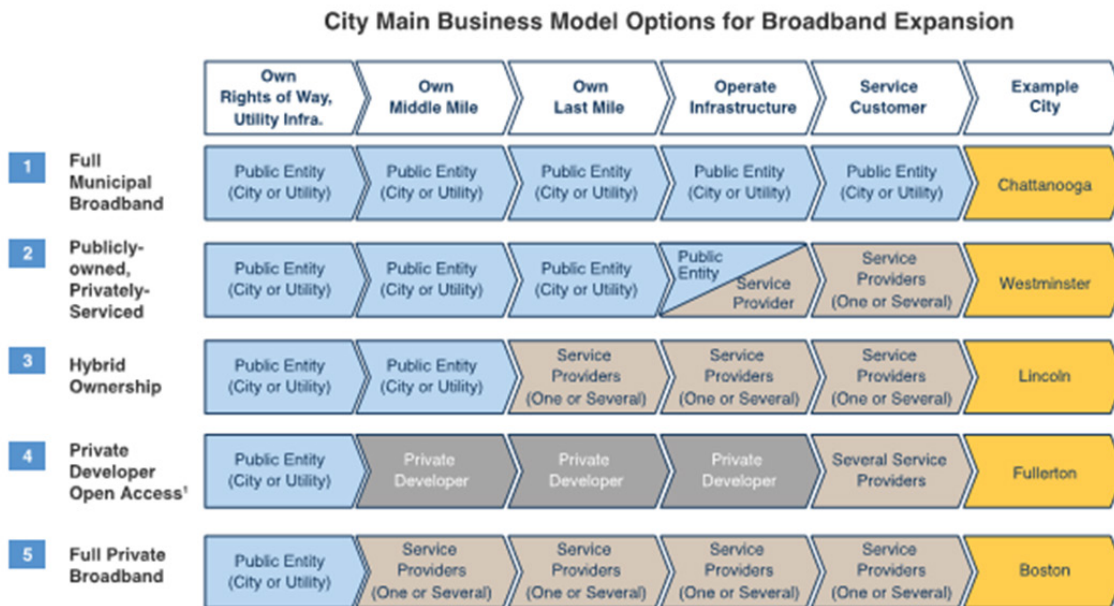 City Main Business Model Options for Broadband Expansion
Own
Rights of Way,
Utility Infra.
Own
Middle Mile
Own
Last Mile
Operate
Infrastructure
Service
Customer
Example
City
1
Full
Municipal
Broadband
Public Entity
(City or Utility)
Public Entity
(City or Utility)
Public Entity
(City or Utility)
Public Entity
(City or Utility)
Public Entity
(City or Utility)
Chattanooga
2
Publicly-
owned,
Privately-
Serviced
Public Entity
(City or Utility)
Public Entity
(City or Utility)
Public Entity
(City or Utility)
Public
Entity
Service
Provider
Service
Providers
(One or Several)
Westminster
3
Hybrid
Ownership
Public Entity
(City or Utility)
Public Entity
(City or Utility)
Service
Providers
(One or Several)
Service
Providers
(One or Several)
Service
Providers
(One or Several)
Lincoln
4
Private
Developer
Open Access¹
Public Entity
(City or Utility)
Private
Developer
Private
Developer
Private
Developer
Several Service
Providers
Fullerton
5
Full Private
Broadband
Public Entity
(City or Utility)
Service
Providers
(One or Several)
Service
Providers
(One or Several)
Service
Providers
(One or Several)
Service
Providers
(One or Several)
Boston